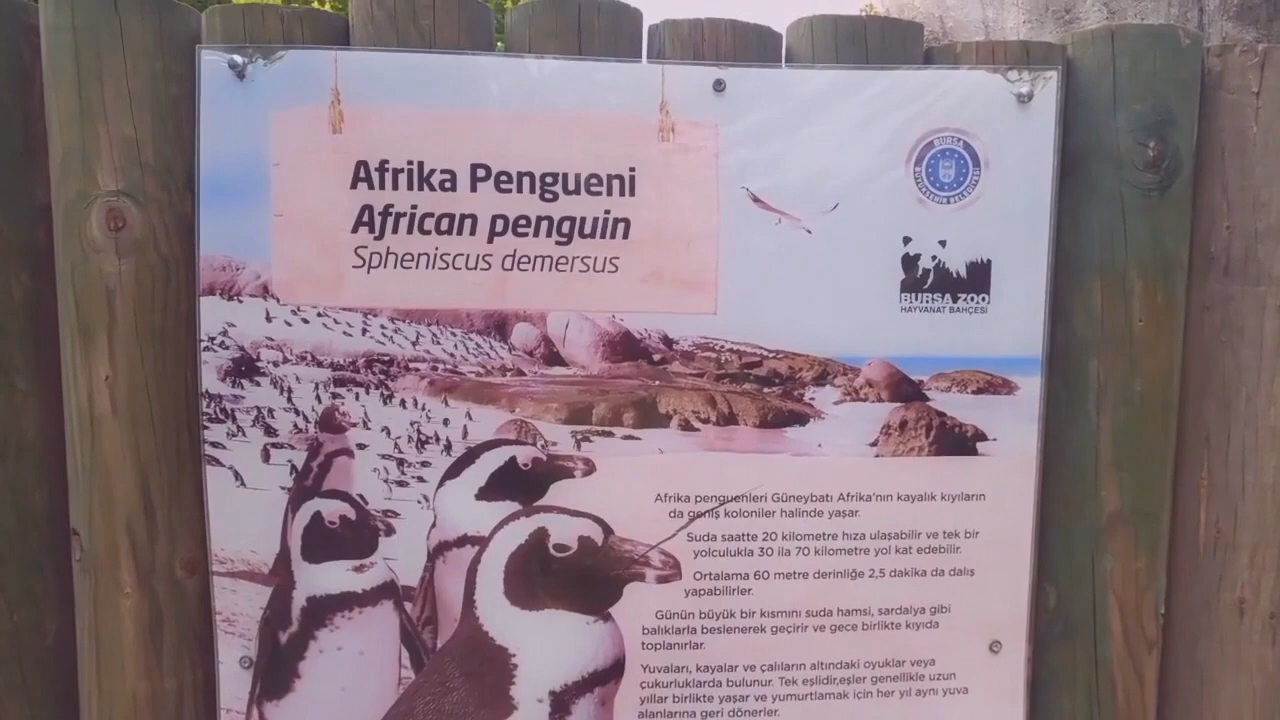 Afrika Pengueni
African penguin
Spheniscus demersus
BURSA
BÜYÜKŞEHİR BELEDİYESİ
BURSA ZOO
HAYVANAT BAHÇESİ
Afrika penguenleri Güneybatı Afrika'nın kayalık kıyıların
da geniş koloniler halinde yaşar.
Suda saatte 20 kilometre hıza ulaşabilir ve tek bir
yolculukla 30 ila 70 kilometre yol kat edebilir.
Ortalama 60 metre derinliğe 2,5 dakika da dalış
yapabilirler.
Günün büyük bir kısmını suda hamsi, sardalya gibi
balıklarla beslenerek geçirir ve gece birlikte kıyıda
toplanırlar.
Yuvaları, kayalar ve çalıların altındaki oyuklar veya
çukurluklarda bulunur. Tek eşlidir,eşler genellikle uzun
yıllar birlikte yaşar ve yumurtlamak için her yıl aynı yuva
alanlarına geri dönerler.